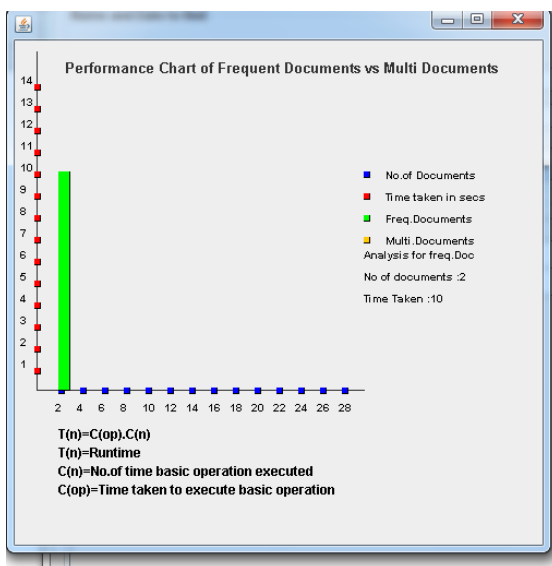 Performance Chart of Frequent Documents vs Multi Documents
14
13
12
11
10
9
8
7
6
5
4
3
2
1
2 4 6 8 10 12 14 16 18 20 22 24 26 28
No.of Documents
Time taken in secs
Freq.Documents
Multi.Documents
Analysis for freq.Doc
No of documents :2
Time Taken :10
T(n)=C(op).C(n)
T(n)=Runtime
C(n)=No.of time basic operation executed
C(op)=Time taken to execute basic operation